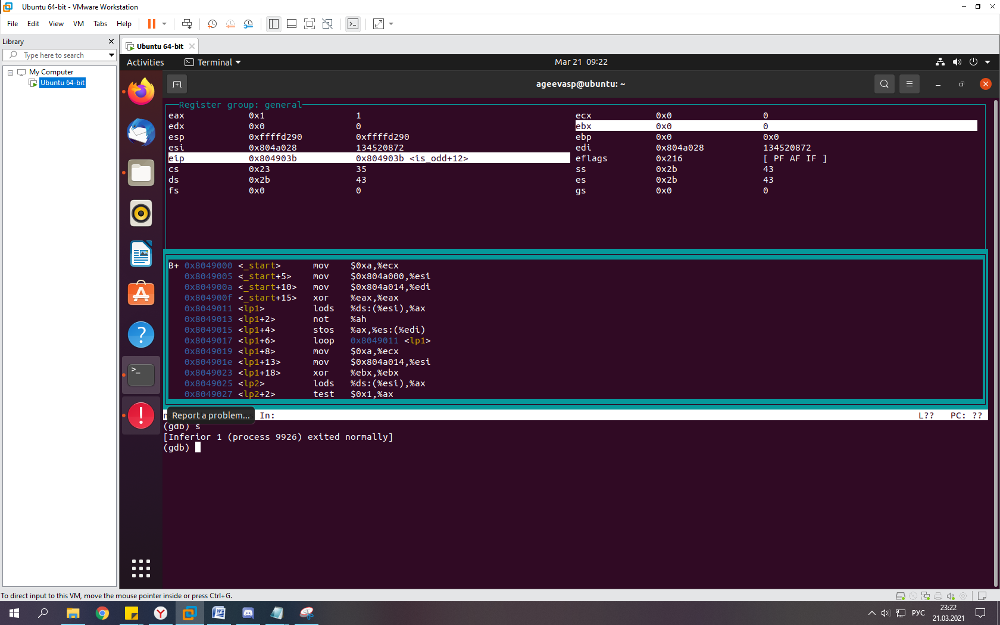 Ubuntu 64-bit - VMware Workstation
File Edit View VM Tabs Help
Library
Type here to search
My Computer
Ubuntu 64-bit
Ubuntu 64-bit
Activities Terminal Mar 21 09:22
ageevasp@ubuntu: ~
Register group: general
eax 0x1 1 ecx 0x0 0
edx 0x0 0 ebx 0x0 0
esp 0xffffd290 0xffffd290 ebp 0x0 0x0
esi 0x804a028 134520872 edi 0x804a028 134520872
eip 0x804903b 0x804903b <is_odd+12> eflags 0x216 [ PF AF IF ]
cs 0x23 35 ss 0x2b 43
ds 0x2b 43 es 0x2b 43
fs 0x0 0 gs 0x0 0
B+ 0x8049000 <_start> mov $0xa,%ecx
0x8049005 <_start+5> mov $0x804a000,%esi
0x804900a <_start+10> mov $0x804a014,%edi
0x804900f <_start+15> xor %eax,%eax
0x8049011 <lp1> lods %ds:(%esi),%ax
0x8049013 <lp1+2> not %ah
0x8049015 <lp1+4> stos %ax,%es:(%edi)
0x8049017 <lp1+6> loop 0x8049011 <lp1>
0x8049019 <lp1+8> mov $0xa,%ecx
0x804901e <lp1+13> mov $0x804a014,%esi
0x8049023 <lp1+18> xor %ebx,%ebx
0x8049025 <lp2> lods %ds:(%esi),%ax
0x8049027 <lp2+2> test $0x1,%ax
Report a problem... In: L?? PC: ??
(gdb) s
[Inferior 1 (process 9926) exited normally]
(gdb)
To direct input to this VM, move the mouse pointer inside or press Ctrl+G.
РУС 23:22
21.03.2021